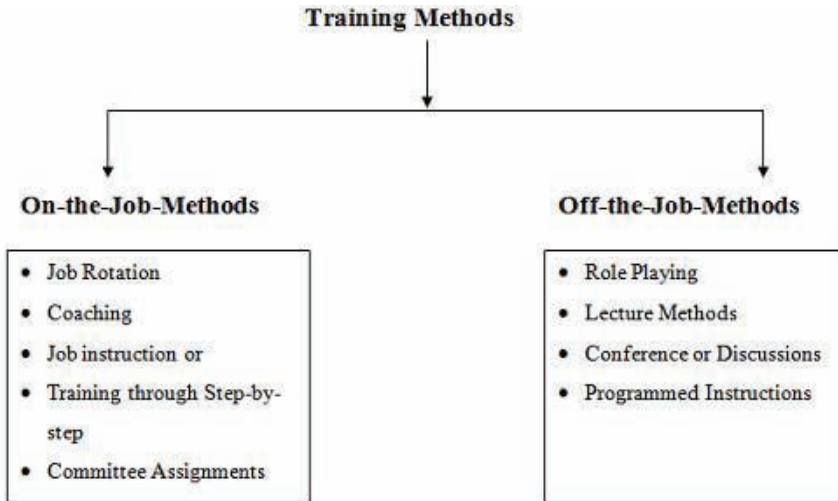 Training Methods
On-the-Job-Methods
• Job Rotation
• Coaching
• Job instruction or
• Training through Step-by-
step
• Committee Assignments
Off-the-Job-Methods
• Role Playing
• Lecture Methods
• Conference or Discussions
• Programmed Instructions